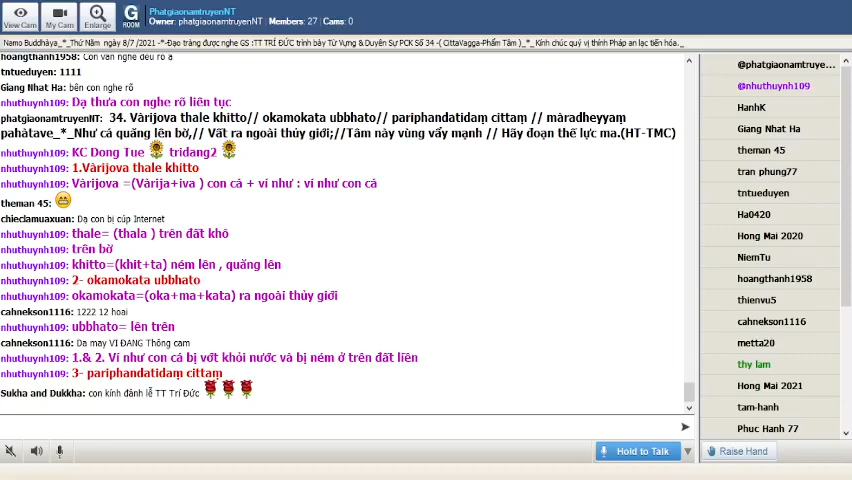 View Cam
My Cam
Enlarge
G
ROOM
PhatgiaonamtruyenNT
Owner: phatgiaonamtruyenNT | Members: 27 | Cams: 0
Namo Buddhàya_*_Thứ Năm ngày 8/7 /2021 -*-Đạo tràng được nghe GS :TT TRÍ ĐỨC trình bày Từ Vựng & Duyên Sự PCK Số 34 -( CittaVagga-Phẩm Tâm )_*_ Kính chúc quý vị thính Pháp an lạc tiến hóa._
hoangthanh1958: Con vẫn nghe đều rõ ạ
tntueduyen: 1111
Giang Nhat Ha: bên con nghe rõ
nhuthuynh109: Dạ thưa con nghe rõ liên tục
phatgiaonamtruyenNT: 34. Vàrijova thale khitto// okamokata ubbhato// pariphandatidaṃ cittaṃ // màradheyyaṃ
pahàtave_*_Như cá quăng lên bờ,// Vất ra ngoài thủy giới;//Tâm này vùng vẫy mạnh // Hãy đoạn thế lực ma.(HT-TMC)
nhuthuynh109: KC Dong Tue tridang2
nhuthuynh109: 1.Vàrijova thale khitto
nhuthuynh109: Vàrijova =(Vàrija+iva ) con cá + ví như : ví như con cá
theman 45:
chieclamuaxuan: Dạ con bị cúp Internet
nhuthuynh109: thale= (thala ) trên đất khô
nhuthuynh109: trên bờ
nhuthuynh109: khitto=(khit+ta) ném lên , quăng lên
nhuthuynh109: 2- okamokata ubbhato
nhuthuynh109: okamokata=(oka+ma+kata) ra ngoài thủy giới
cahnekson1116: 1222 12 hoai
nhuthuynh109: ubbhato= lên trên
cahnekson1116: Da may VI ĐANG Thông cam
nhuthuynh109: 1.& 2. Ví như con cá bị vớt khỏi nước và bị ném ở trên đất liền
nhuthuynh109: 3- pariphandatidaṃ cittaṃ
Sukha and Dukkha: con kính đảnh lễ TT Trí Đức
@phatgiaonamtruye...
@nhuthuynh109
HanhK
Giang Nhat Ha
theman 45
tran phung77
tntueduyen
Ha0420
Hong Mai 2020
NiemTu
hoangthanh1958
thienvu5
cahnekson1116
metta20
thy lam
Hong Mai 2021
tam-hanh
Phuc Hanh 77
Hold to Talk
Raise Hand